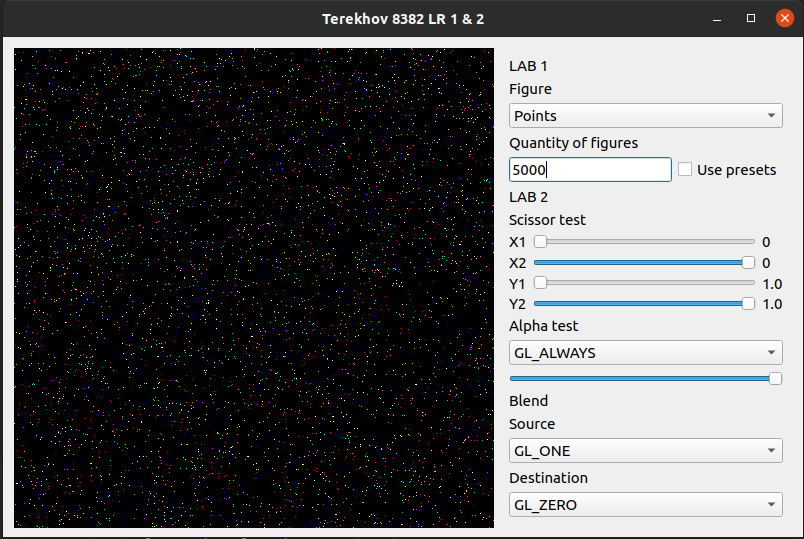 Terekhov 8382 LR 1 & 2
LAB 1
Figure
Points
Quantity of figures
5000
Use presets
LAB 2
Scissor test
X1 0
X2 0
Y1 1.0
Y2 1.0
Alpha test
GL_ALWAYS
Blend
Source
GL_ONE
Destination
GL_ZERO